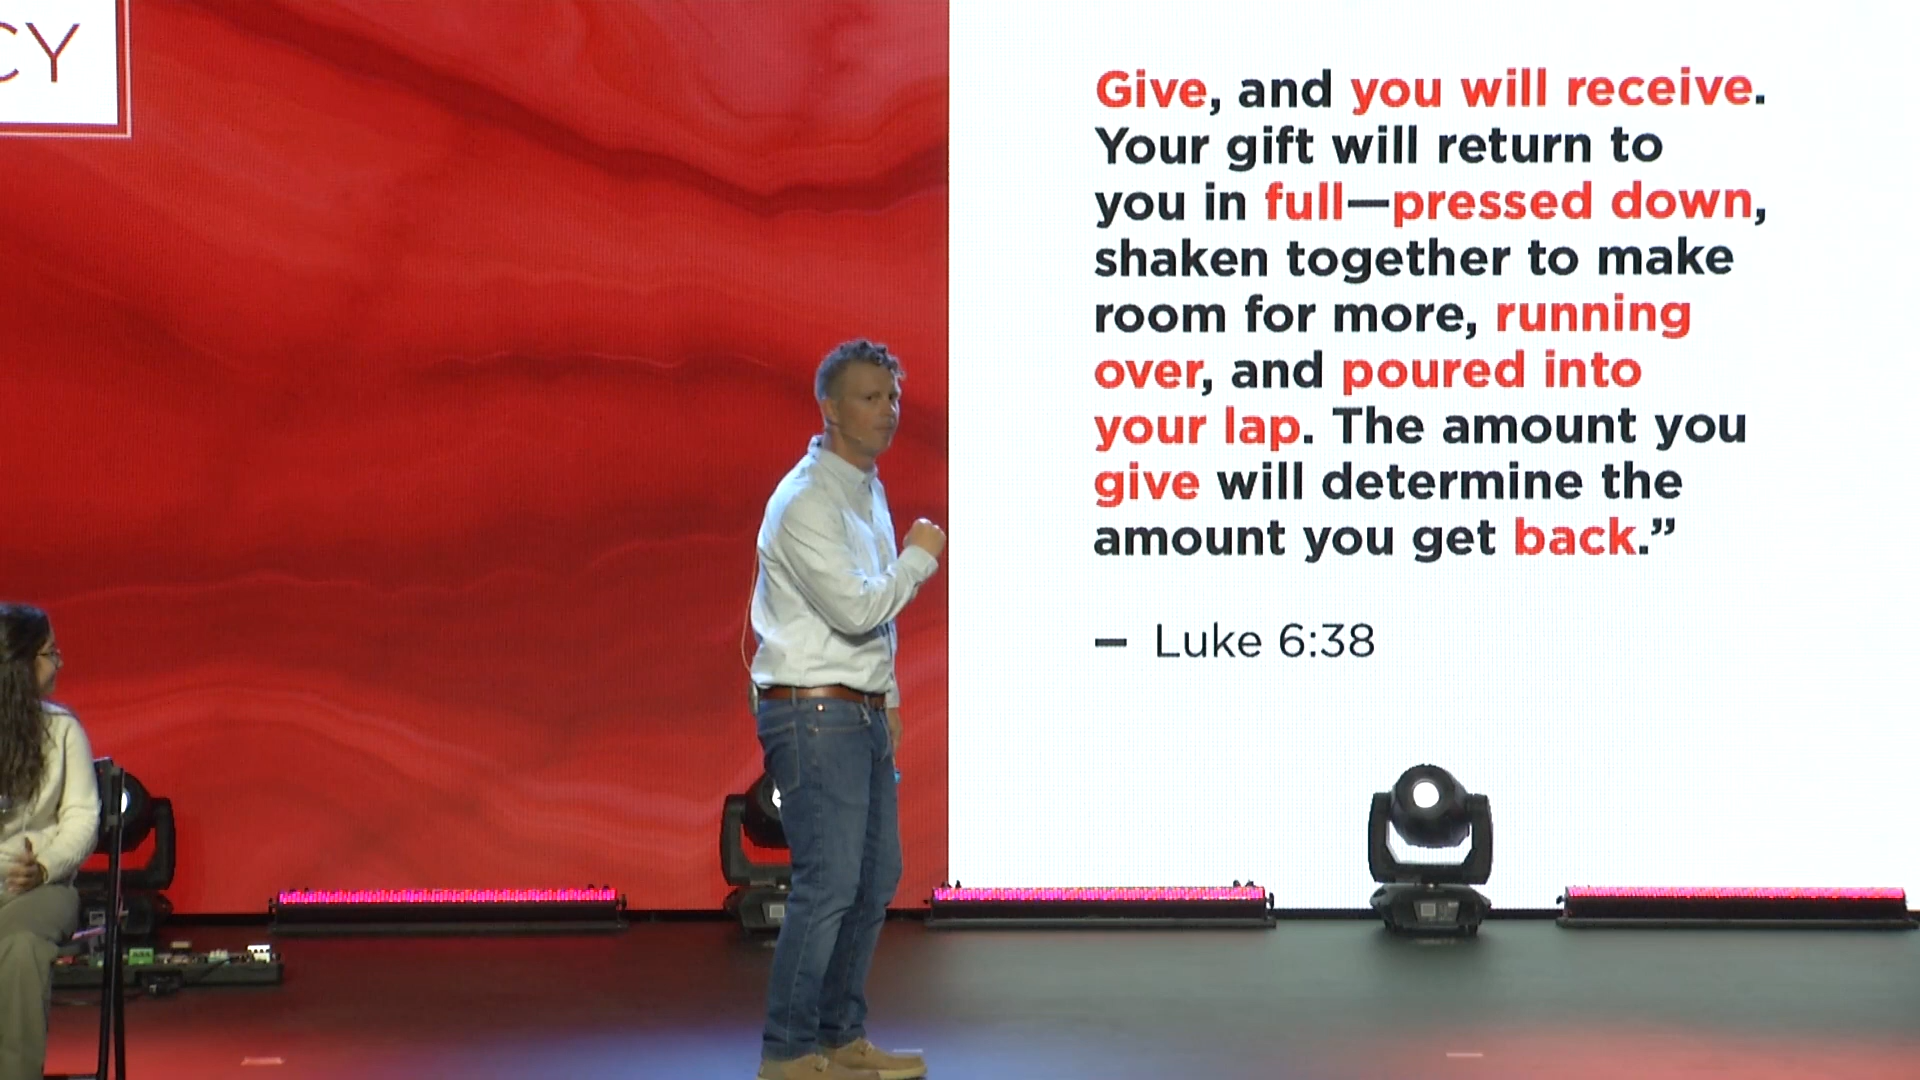 CY
Give, and you will receive.
Your gift will return to
you in full—pressed down,
shaken together to make
room for more, running
over, and poured into
your lap. The amount you
give will determine the
amount you get back.”
— Luke 6:38